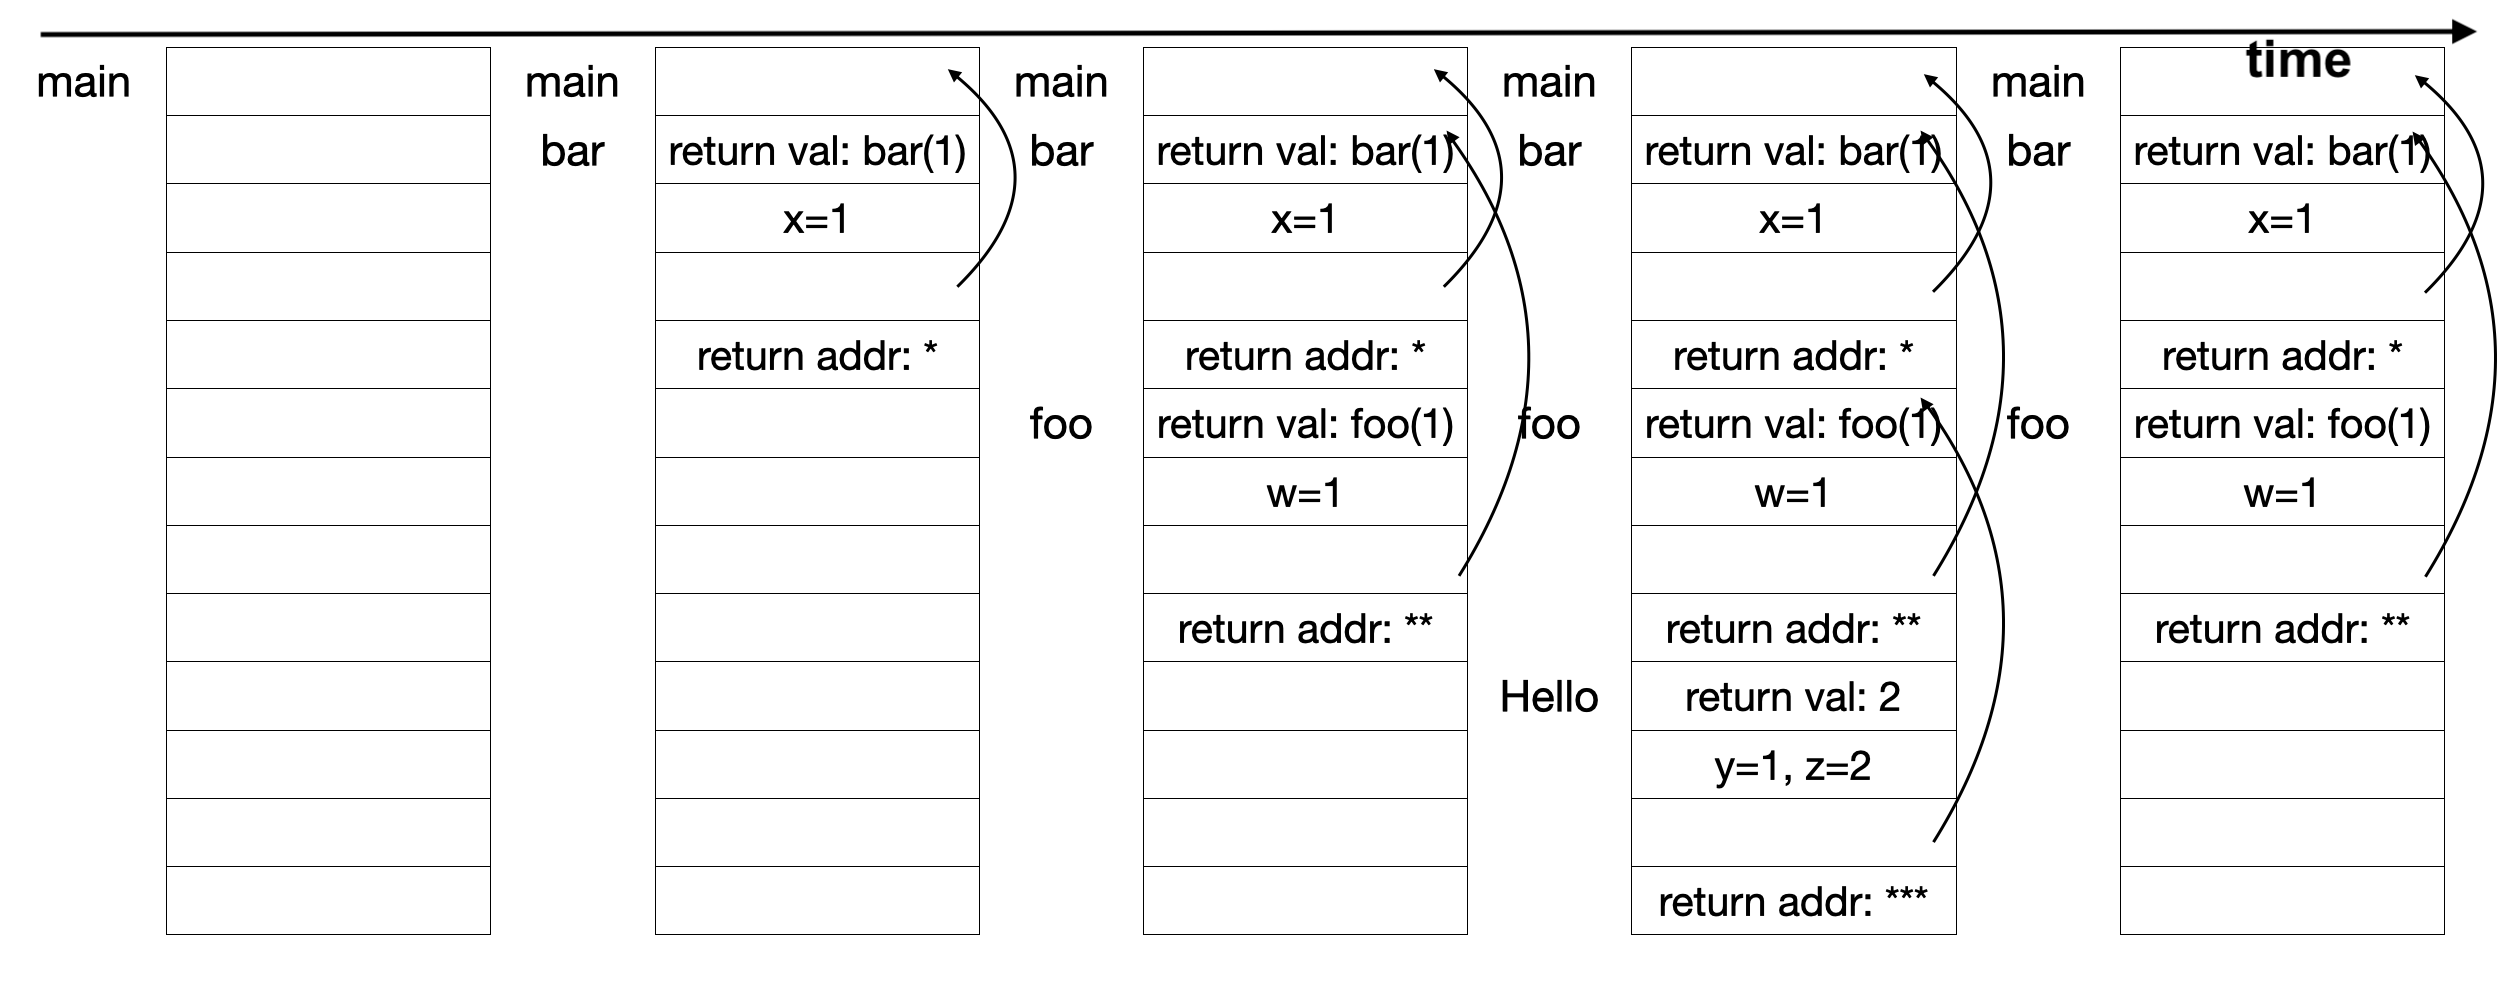 time
main
main
bar
return val: bar(1)
x=1
return addr: *
main
bar
return val: bar(1)
x=1
return addr: *
foo
return val: foo(1)
w=1
return addr: **
main
bar
return val: bar(1)
x=1
return addr: *
foo
return val: foo(1)
w=1
return addr: **
Hello
return val: 2
y=1, z=2
return addr: ***
main
bar
return val: bar(1)
x=1
return addr: *
foo
return val: foo(1)
w=1
return addr: **